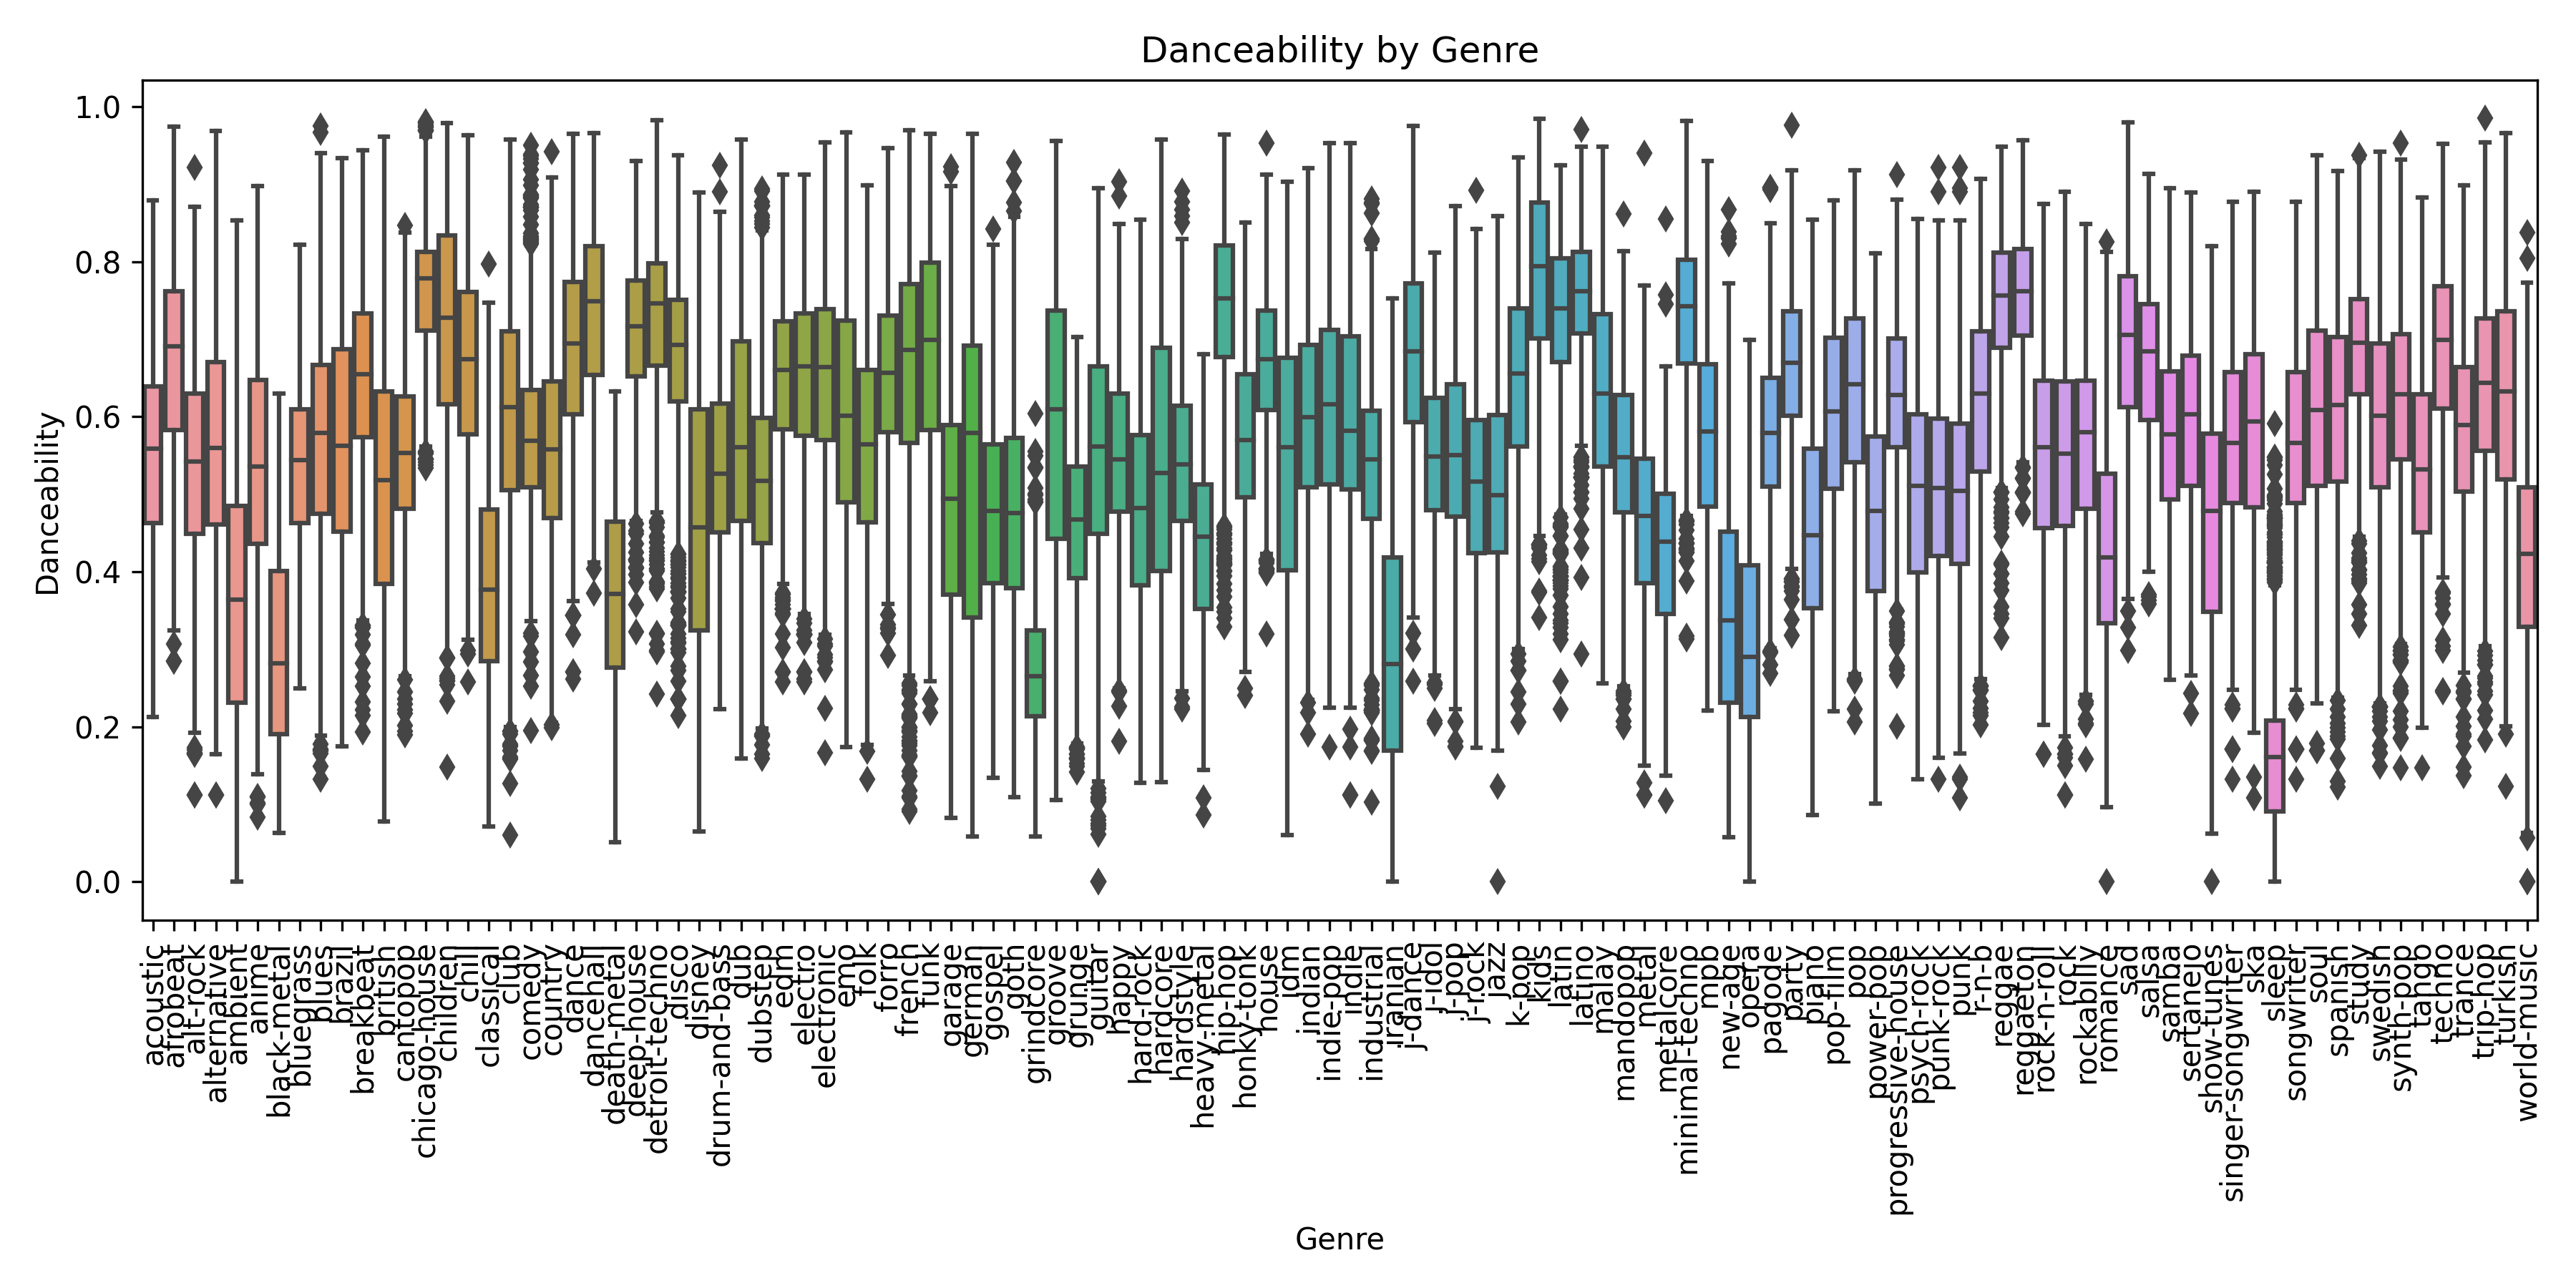 Danceability by Genre
Danceability
1.0
0.8
0.6
0.4
0.2
0.0
acoustic
afrobeat
alt-rock
alternative
ambient
anime
black-metal
bluegrass
blues
brazil
breakbeat
british
cantopop
chicago-house
children
chill
classical
club
comedy
country
dance
dancehall
death-metal
deep-house
detroit-techno
disco
disney
drum-and-bass
dub
dubstep
edm
electro
electronic
emo
folk
forro
french
funk
garage
german
gospel
goth
grindcore
groove
grunge
guitar
happy
hard-rock
hardcore
hardstyle
heavy-metal
hip-hop
honky-tonk
house
idm
indian
indie-pop
indie
industrial
iranian
j-dance
j-idol
j-pop
j-rock
jazz
k-pop
kids
latin
latino
malay
mandopop
metal
metalcore
minimal-techno
mpb
new-age
opera
pagode
party
piano
pop-film
pop
power-pop
progressive-house
psych-rock
punk-rock
punk
r-n-b
reggae
reggaeton
rock-n-roll
rock
rockabilly
romance
sad
salsa
samba
sertanejo
show-tunes
singer-songwriter
ska
sleep
songwriter
soul
spanish
study
swedish
synth-pop
tango
techno
trance
trip-hop
turkish
world-music
Genre